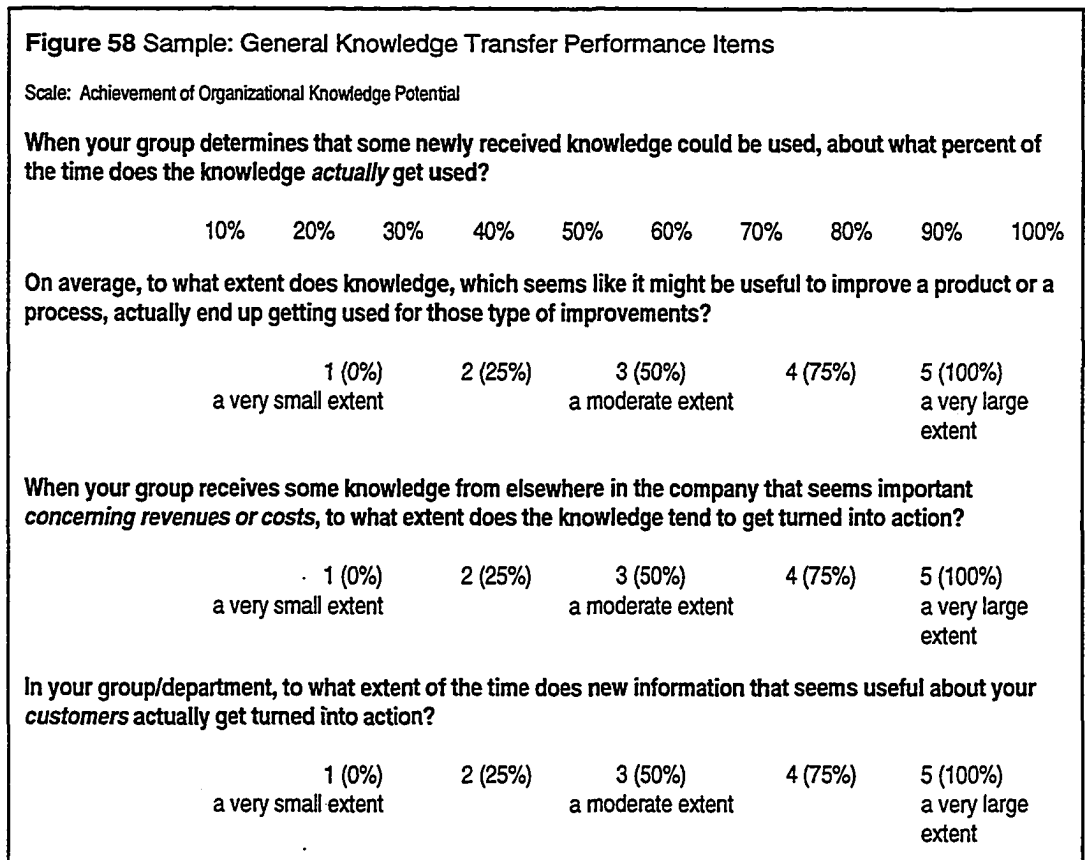 Figure 58 Sample: General Knowledge Transfer Performance Items
Scale: Achievement of Organizational Knowledge Potential
When your group determines that some newly received knowledge could be used, about what percent of
the time does the knowledge actually get used?
10% 20% 30% 40% 50% 60% 70% 80% 90% 100%
On average, to what extent does knowledge, which seems like it might be useful to improve a product or a
process, actually end up getting used for those type of improvements?
1 (0%) 2 (25%) 3 (50%) 4 (75%) 5 (100%)
a very small extent a moderate extent a very large
extent
When your group receives some knowledge from elsewhere in the company that seems important
concerning revenues or costs, to what extent does the knowledge tend to get turned into action?
1 (0%) 2 (25%) 3 (50%) 4 (75%) 5 (100%)
a very small extent a moderate extent a very large
extent
In your group/department, to what extent of the time does new information that seems useful about your
customers actually get turned into action?
1 (0%) 2 (25%) 3 (50%) 4 (75%) 5 (100%)
a very small extent a moderate extent a very large
extent